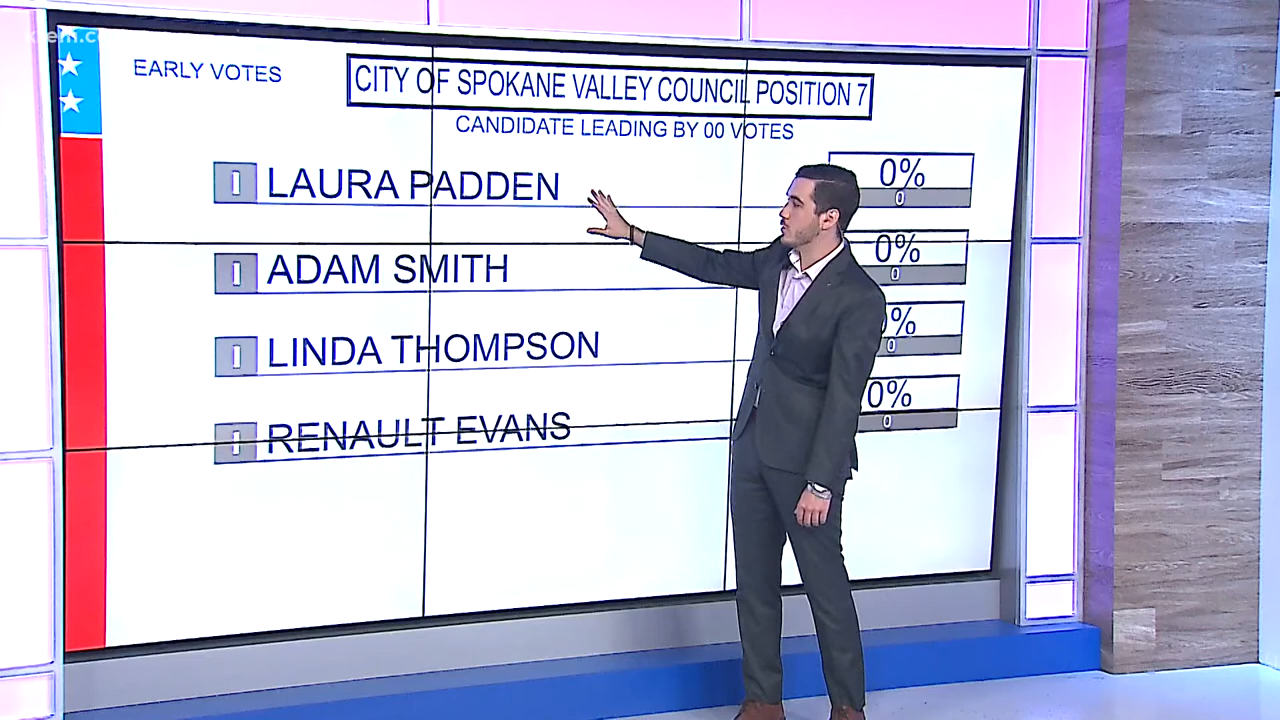 EARLY VOTES
CITY OF SPOKANE VALLEY COUNCIL POSITION 7
CANDIDATE LEADING BY 00 VOTES
I LAURA PADDEN 0%
0
I ADAM SMITH 0%
0
I LINDA THOMPSON 0%
0
I RENAULT EVANS 0%
0